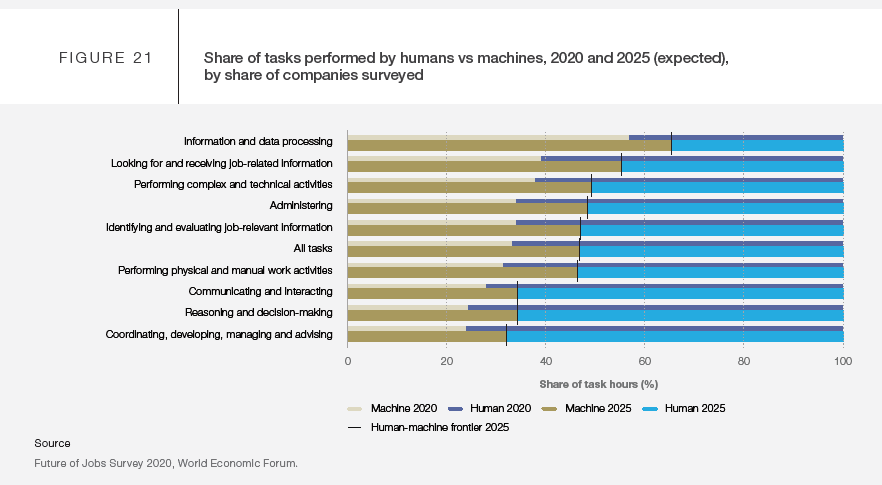 FIGURE 21
Share of tasks performed by humans vs machines, 2020 and 2025 (expected),
by share of companies surveyed
Information and data processing
Looking for and receiving job-related information
Performing complex and technical activities
Administering
Identifying and evaluating job-relevant information
All tasks
Performing physical and manual work activities
Communicating and interacting
Reasoning and decision-making
Coordinating, developing, managing and advising
0 20 40 60 80 100
Share of task hours (%)
Machine 2020 Human 2020 Machine 2025 Human 2025
Human-machine frontier 2025
Source
Future of Jobs Survey 2020, World Economic Forum.